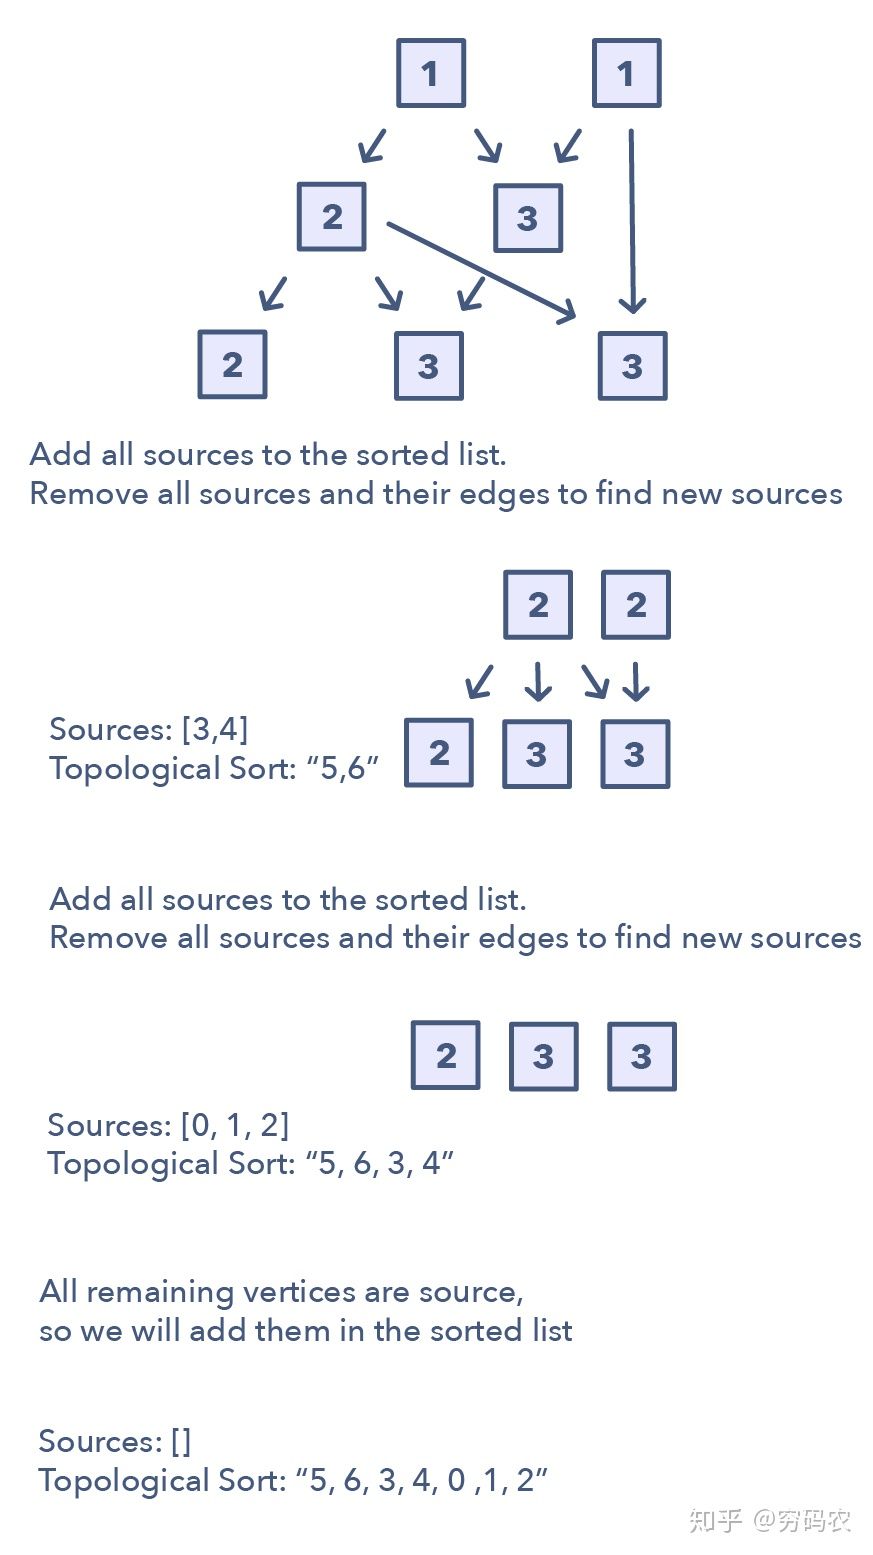 1 1
2 3
2 3 3
Add all sources to the sorted list.
Remove all sources and their edges to find new sources
2 2
2 3 3
Sources: [3,4]
Topological Sort: “5,6”
Add all sources to the sorted list.
Remove all sources and their edges to find new sources
2 3 3
Sources: [0, 1, 2]
Topological Sort: “5, 6, 3, 4”
All remaining vertices are source,
so we will add them in the sorted list
Sources: []
Topological Sort: “5, 6, 3, 4, 0 ,1, 2”
知乎 @穷码农